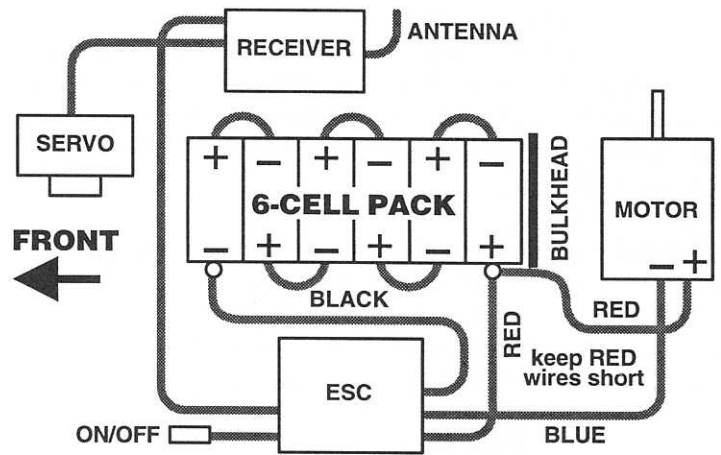 RECEIVER
ANTENNA
SERVO
+ − + − + −
6-CELL PACK
− + − + − +
BULKHEAD
MOTOR
− +
FRONT
BLACK
RED
RED
keep RED
wires short
ESC
ON/OFF
BLUE